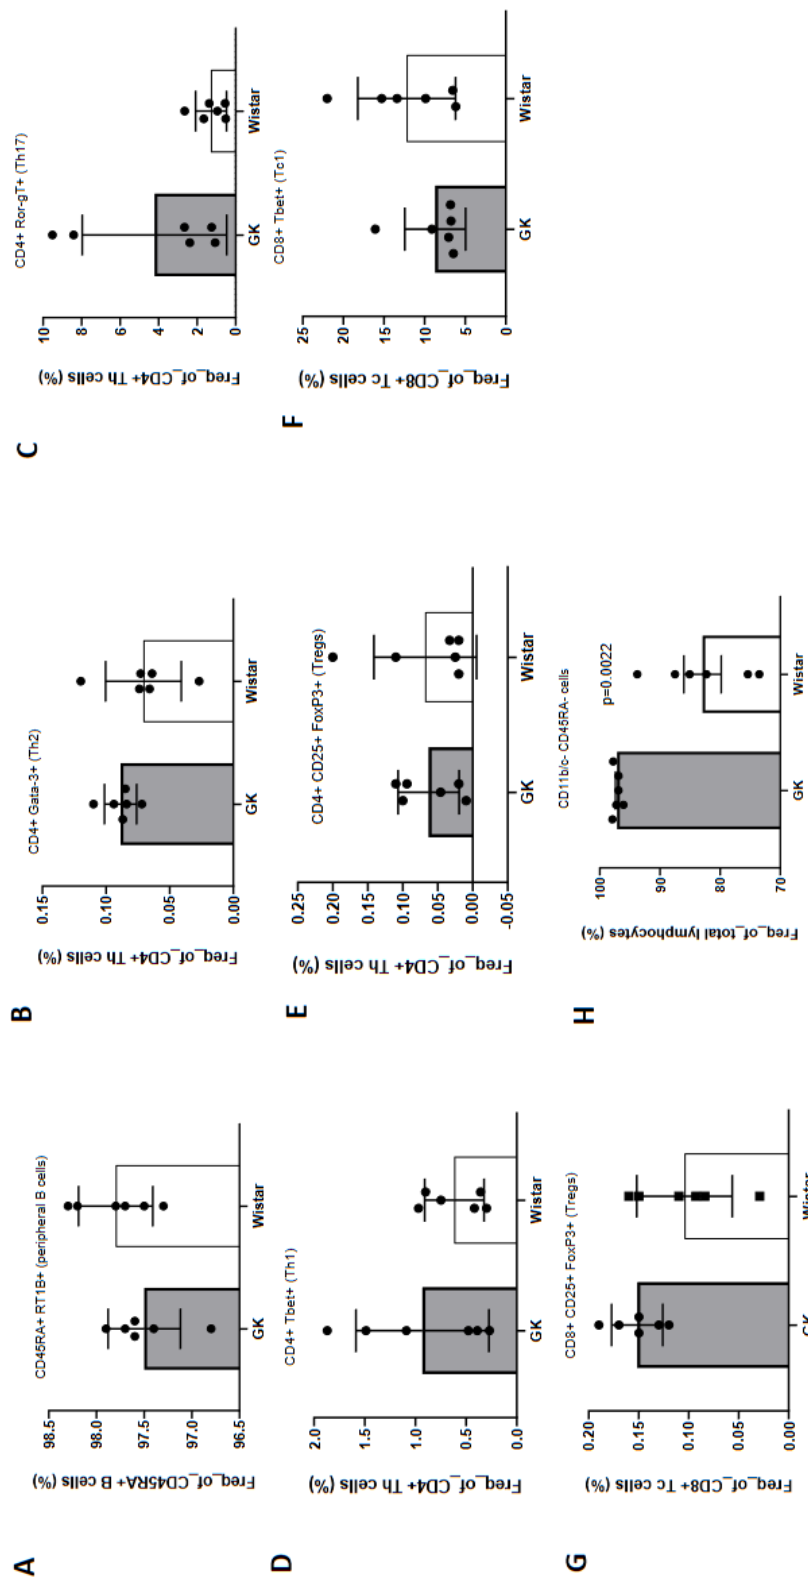 A
CD45RA+ RT1B+ (peripheral B cells)
Freq_of_CD45RA+ B cells (%)
98.5
98.0
97.5
97.0
96.5
GK
Wistar
B
CD4+ Gata-3+ (Th2)
Freq_of_CD4+ Th cells (%)
0.15
0.10
0.05
0.00
GK
Wistar
C
CD4+ Ror-gT+ (Th17)
Freq_of_CD4+ Th cells (%)
10
8
6
4
2
0
GK
Wistar
D
CD4+ Tbet+ (Th1)
Freq_of_CD4+ Th cells (%)
2.0
1.5
1.0
0.5
0.0
GK
Wistar
E
CD4+ CD25+ FoxP3+ (Tregs)
Freq_of_CD4+ Th cells (%)
0.25
0.20
0.15
0.10
0.05
0.00
-0.05
GK
Wistar
F
CD8+ Tbet+ (Tc1)
Freq_of_CD8+ Tc cells (%)
25
20
15
10
5
0
GK
Wistar
G
CD8+ CD25+ FoxP3+ (Tregs)
Freq_of_CD8+ Tc cells (%)
0.20
0.15
0.10
0.05
0.00
GK
Wistar
H
CD11b/c- CD45RA- cells
p=0.0022
Freq_of_total lymphocytes (%)
100
90
80
70
GK
Wistar